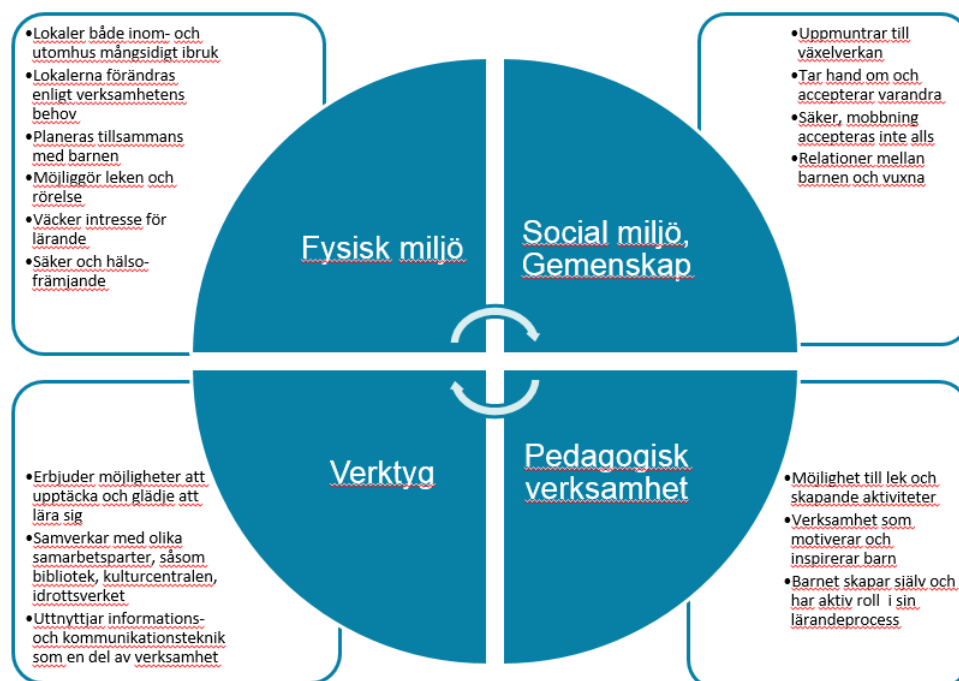 •Lokaler både inom- och
utomhus mångsidigt ibruk
•Lokalerna förändras
enligt verksamhetens
behov
•Planeras tillsammans
med barnen
•Möjliggör leken och
rörelse
•Väcker intresse för
lärande
•Säker och hälso-
främjande
Fysisk miljö
•Uppmuntrar till
växelverkan
•Tar hand om och
accepterar varandra
•Säker, mobbning
accepteras inte alls
•Relationer mellan
barnen och vuxna
Social miljö,
Gemenskap
•Erbjuder möjligheter att
upptäcka och glädje att
lära sig
•Samverkar med olika
samarbetsparter, såsom
bibliotek, kulturcentralen,
idrottsverket
•Uttnyttjar informations-
och kommunikationsteknik
som en del av verksamhet
Verktyg
Pedagogisk
verksamhet
•Möjlighet till lek och
skapande aktiviteter
•Verksamhet som
motiverar och
inspirerar barn
•Barnet skapar själv och
har aktiv roll  i sin
lärandeprocess